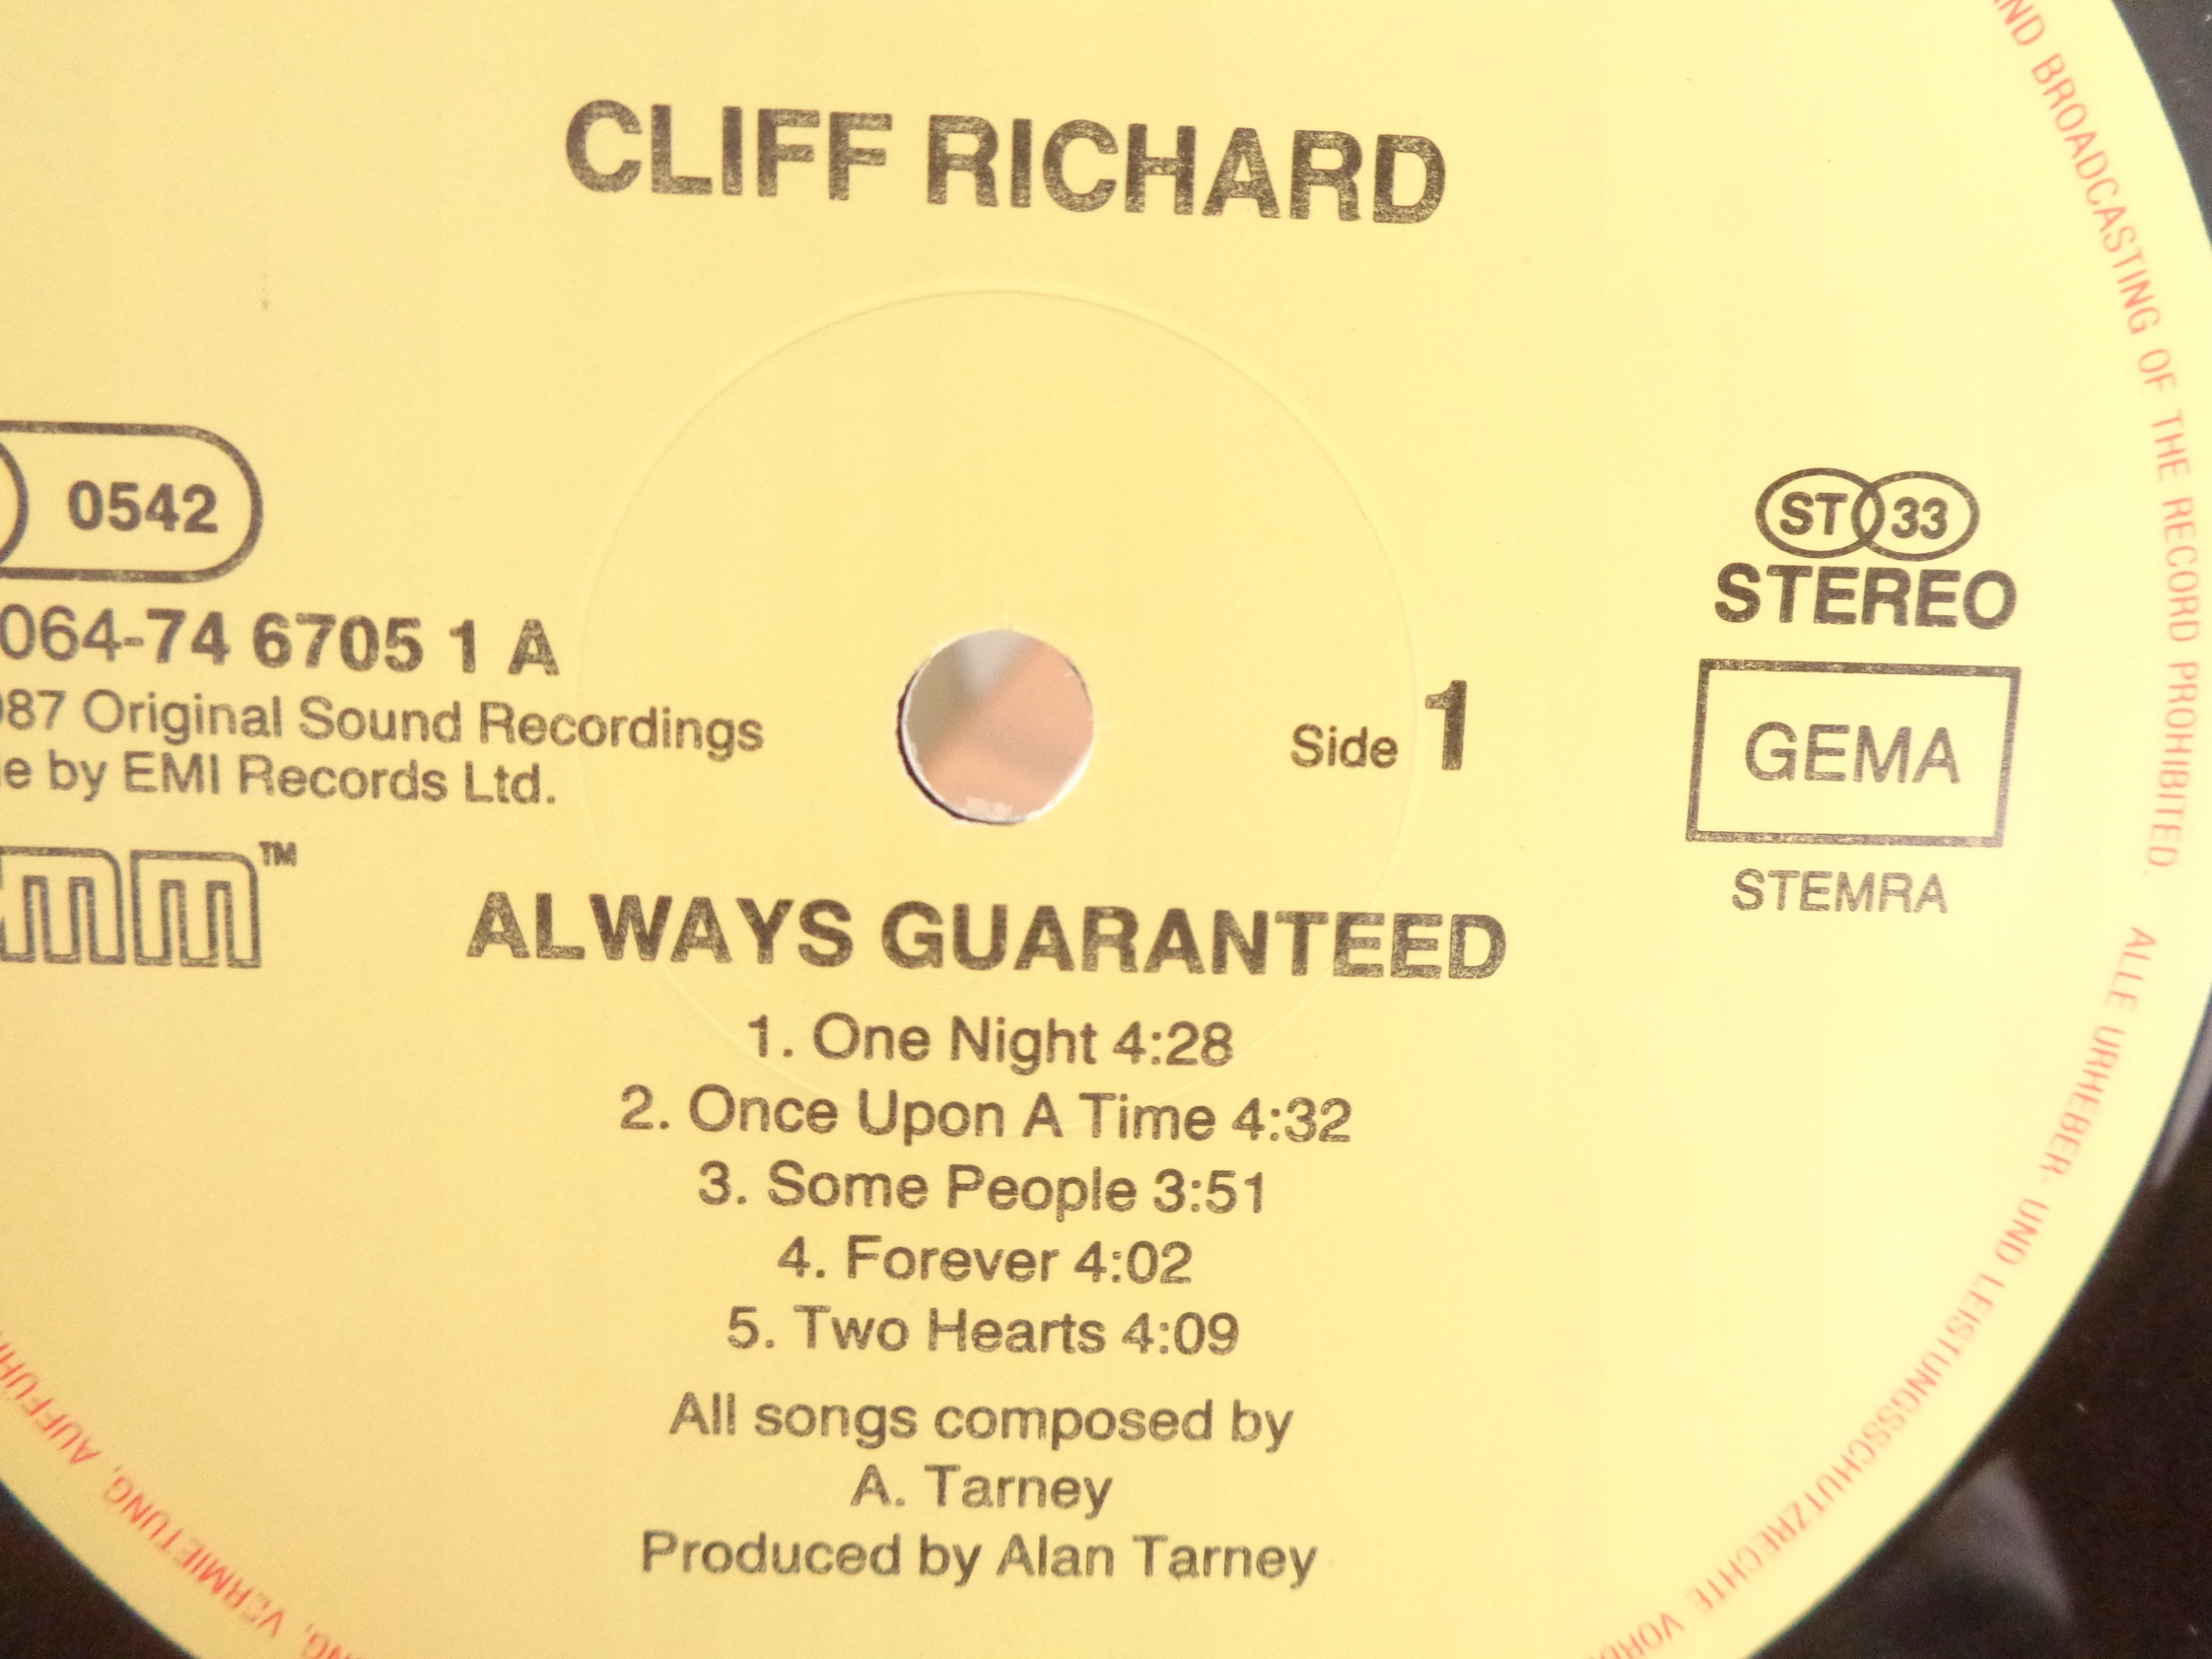 CLIFF RICHARD
0542
064-74 6705 1 A
987 Original Sound Recordings
e by EMI Records Ltd.
mm™
Side 1
ST 33
STEREO
GEMA
STEMRA
ALWAYS GUARANTEED
1. One Night 4:28
2. Once Upon A Time 4:32
3. Some People 3:51
4. Forever 4:02
5. Two Hearts 4:09
All songs composed by
A. Tarney
Produced by Alan Tarney
AND BROADCASTING OF THE RECORD PROHIBITED. ALLE URHEBER- UND LEISTUNGSSCHUTZRECHTE
VERMIETUNG,